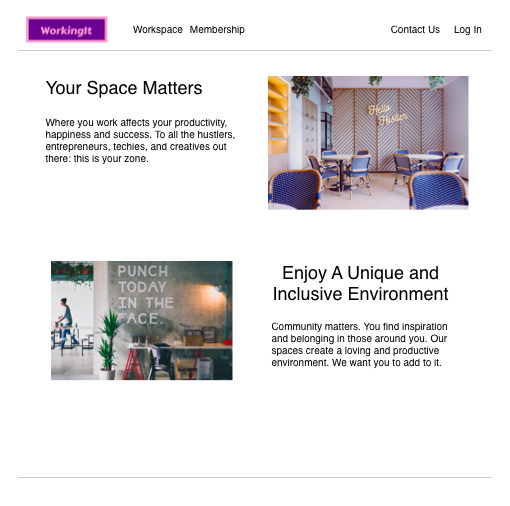 WorkingIt
Workspace Membership
Contact Us Log In
Your Space Matters
Where you work affects your productivity,
happiness and success. To all the hustlers,
entrepreneurs, techies, and creatives out
there: this is your zone.
Hello
Hustler
PUNCH
TODAY
IN THE
FACE.
Enjoy A Unique and
Inclusive Environment
Community matters. You find inspiration
and belonging in those around you. Our
spaces create a loving and productive
environment. We want you to add to it.